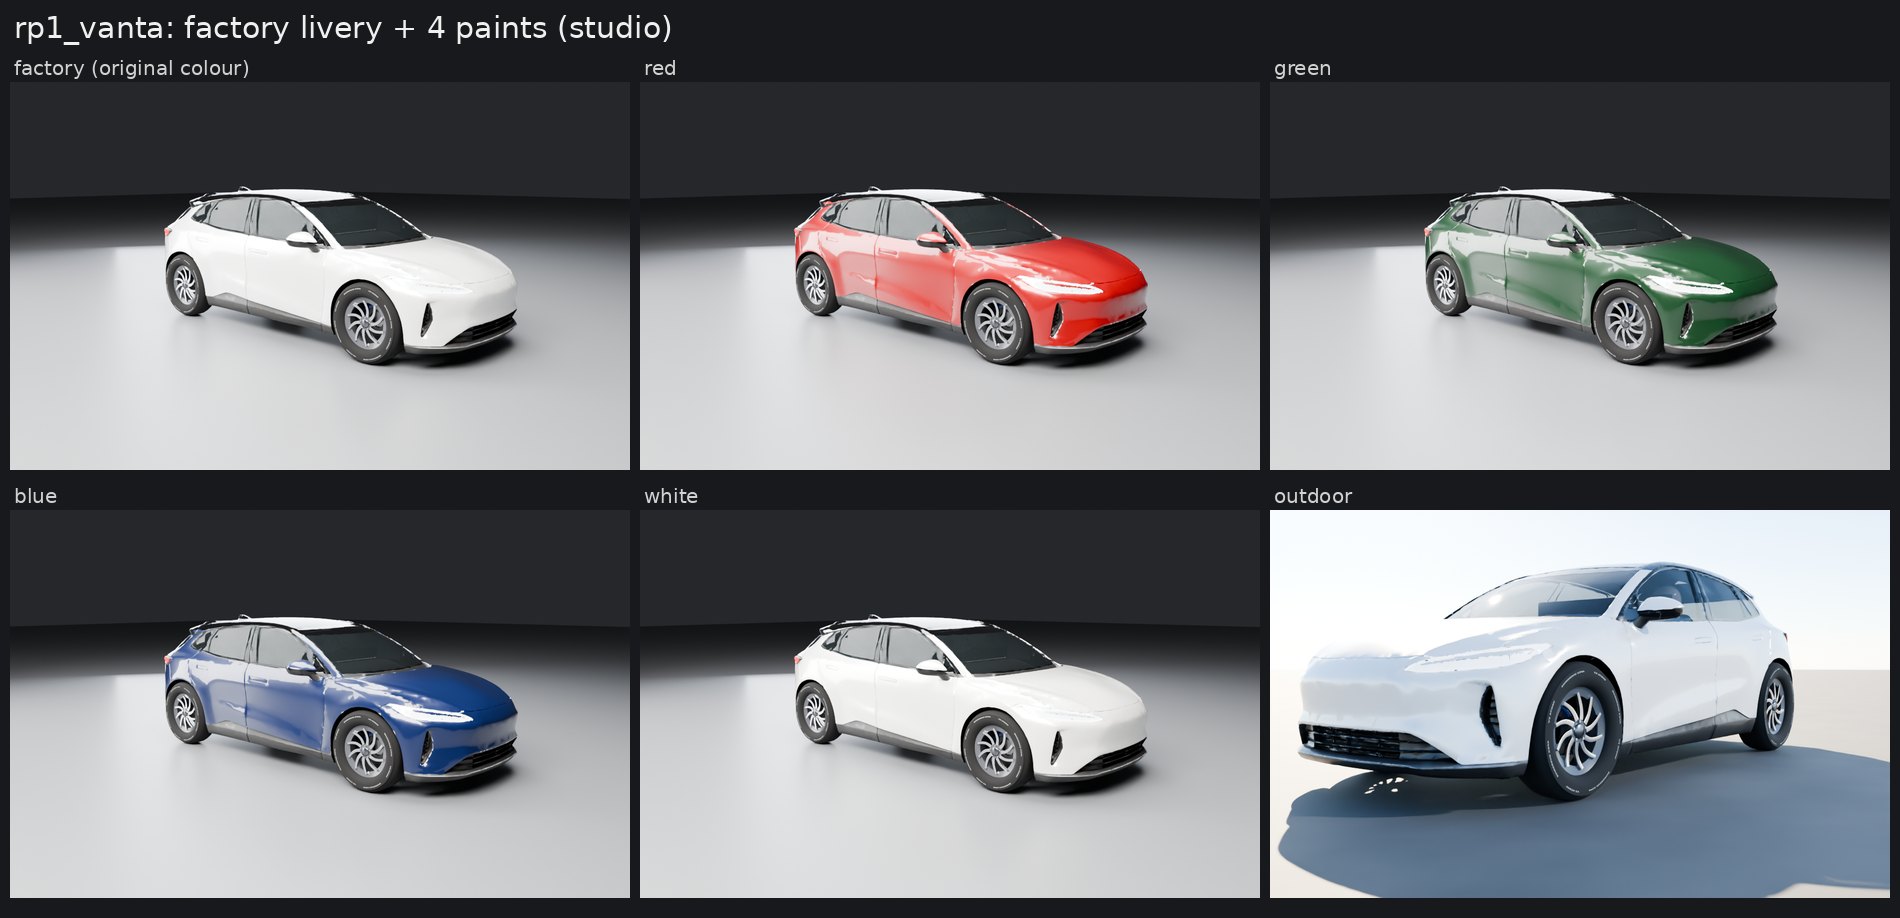 rp1_vanta: factory livery + 4 paints (studio)
factory (original colour)
red
green
blue
white
outdoor